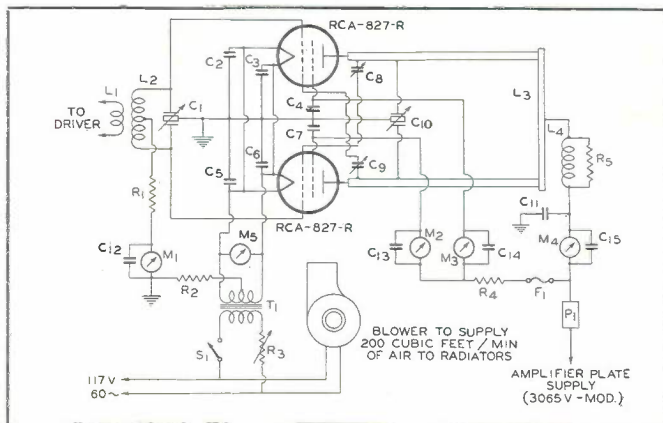 RCA-827-R
L1
L2
TO
DRIVER
C1
C2
C3
C4
C7
C6
C5
C8
C10
C9
L3
L4
R5
RCA-827-R
R1
C12
M1
R2
M5
T1
S1
R3
C11
M2
C13
M3
C14
M4
C15
R4
F1
P1
BLOWER TO SUPPLY
200 CUBIC FEET / MIN
OF AIR TO RADIATORS
117 V
60~
AMPLIFIER PLATE
SUPPLY
(3065 V - MOD.)